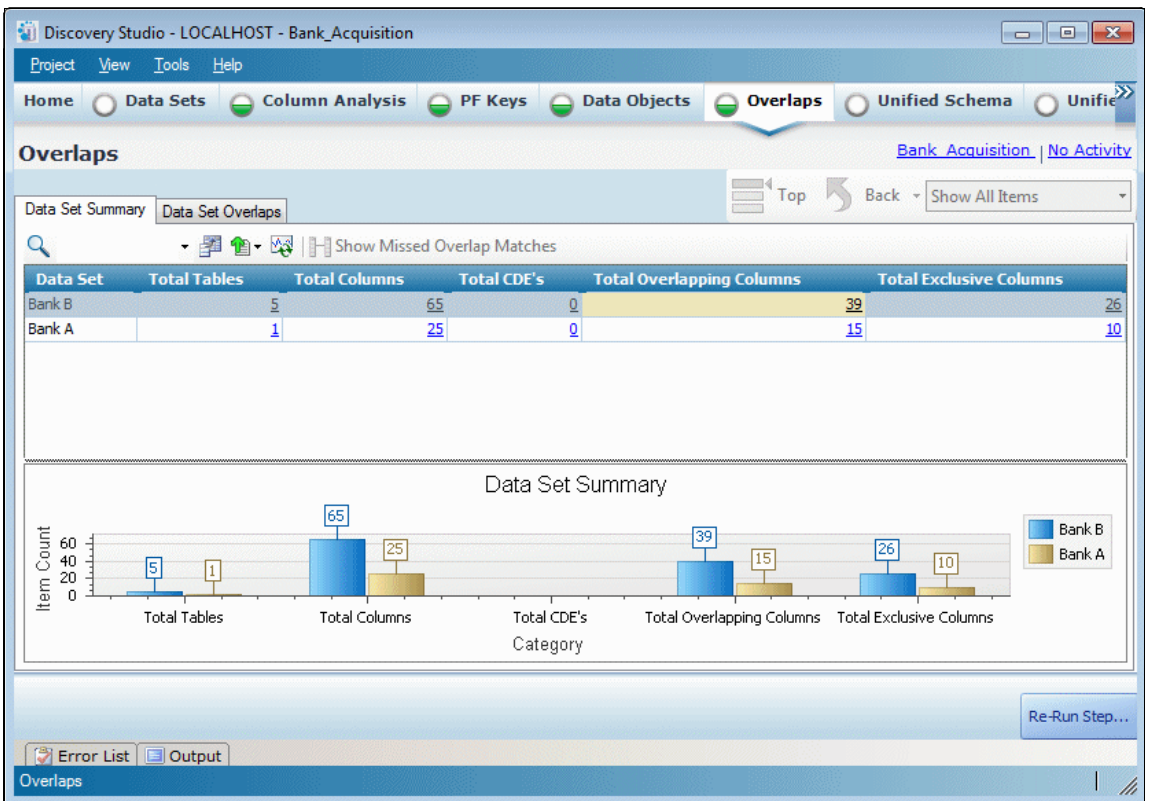 Discovery Studio - LOCALHOST - Bank_Acquisition
Project View Tools Help
Home Data Sets Column Analysis PF Keys Data Objects Overlaps Unified Schema Unifie
Overlaps
Bank_Acquisition | No Activity
Top Back Show All Items
Data Set Summary Data Set Overlaps
Show Missed Overlap Matches
Data Set Total Tables Total Columns Total CDE's Total Overlapping Columns Total Exclusive Columns
Bank B 5 65 0 39 26
Bank A 1 25 0 15 10
Data Set Summary
Item Count
60
40
20
0
5 1 65 25 39 15 26 10
Bank B
Bank A
Total Tables Total Columns Total CDE's Total Overlapping Columns Total Exclusive Columns
Category
Re-Run Step...
Error List Output
Overlaps